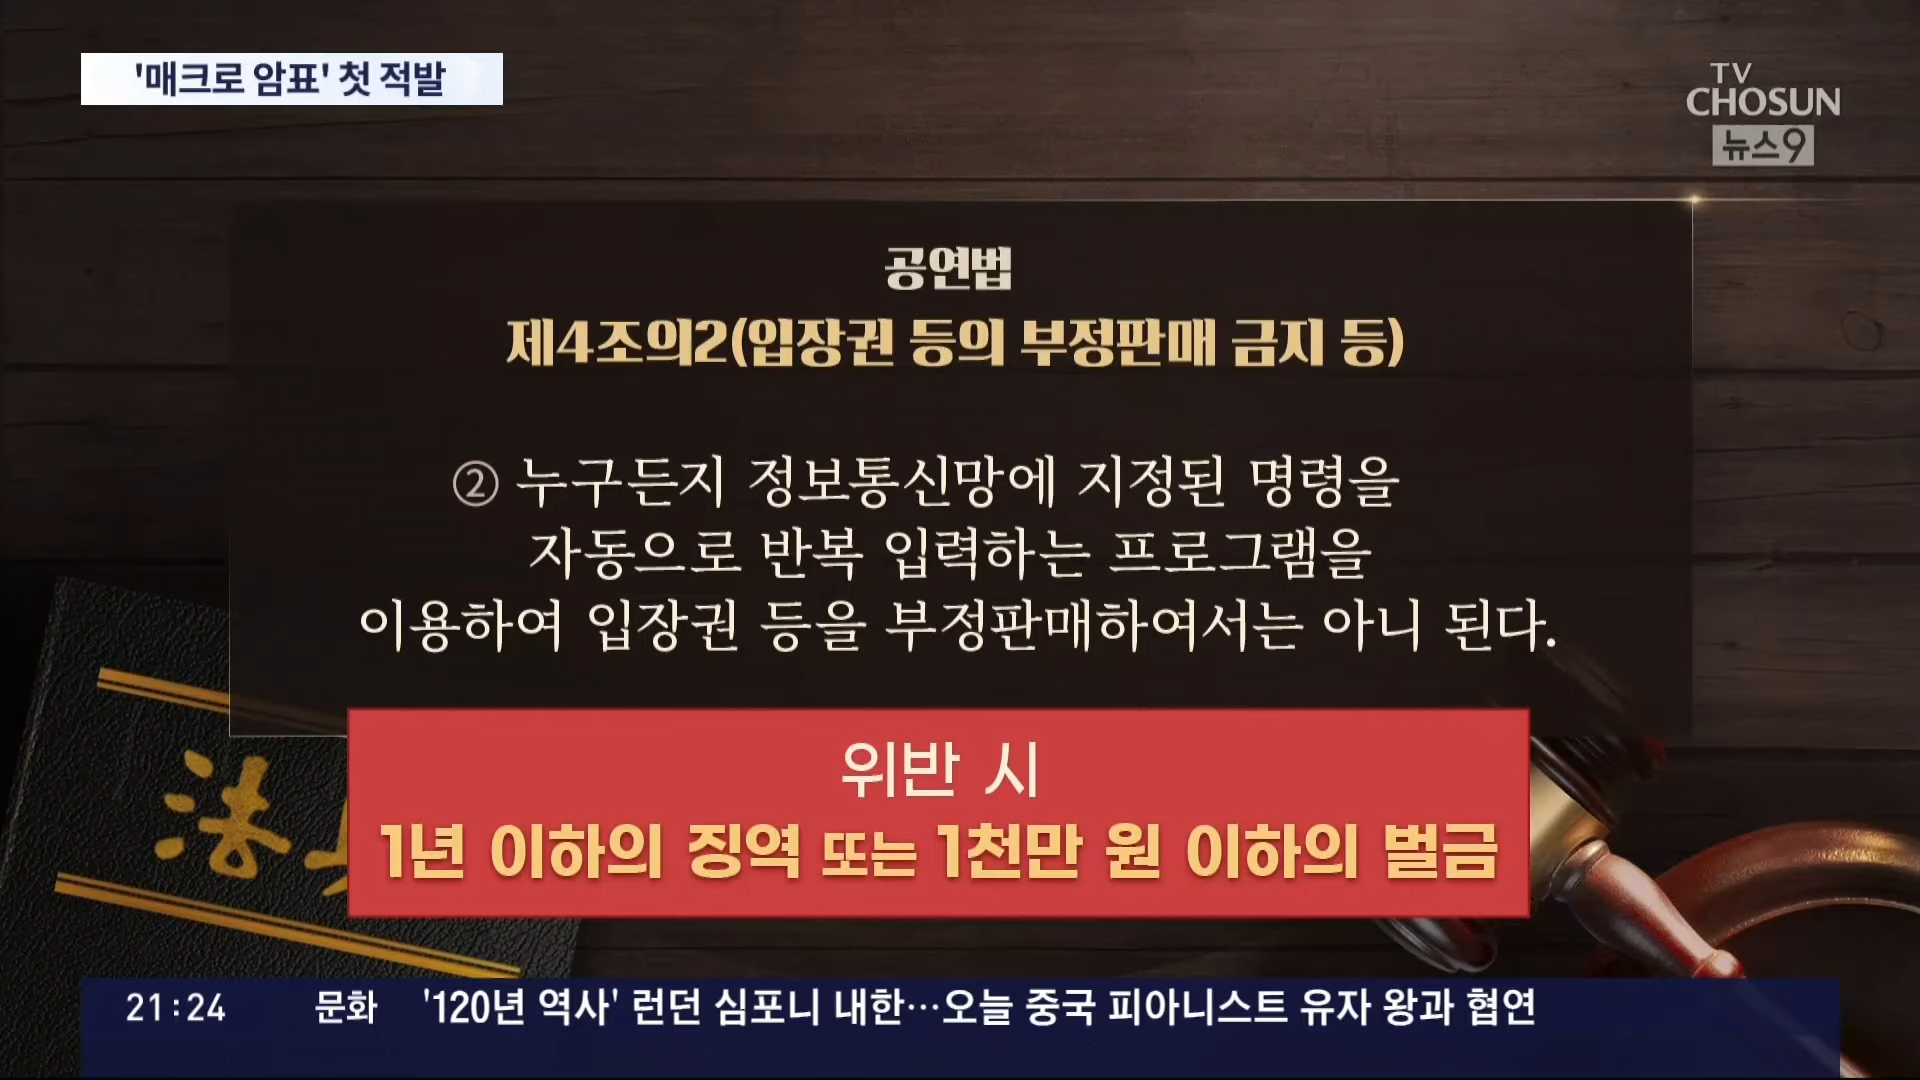 '매크로 암표' 첫 적발
TV
CHOSUN
뉴스9
공연법
제4조의2(입장권 등의 부정판매 금지 등)
② 누구든지 정보통신망에 지정된 명령을
자동으로 반복 입력하는 프로그램을
이용하여 입장권 등을 부정판매하여서는 아니 된다.
위반 시
1년 이하의 징역 또는 1천만 원 이하의 벌금
法
21:24 문화 '120년 역사' 런던 심포니 내한…오늘 중국 피아니스트 유자 왕과 협연